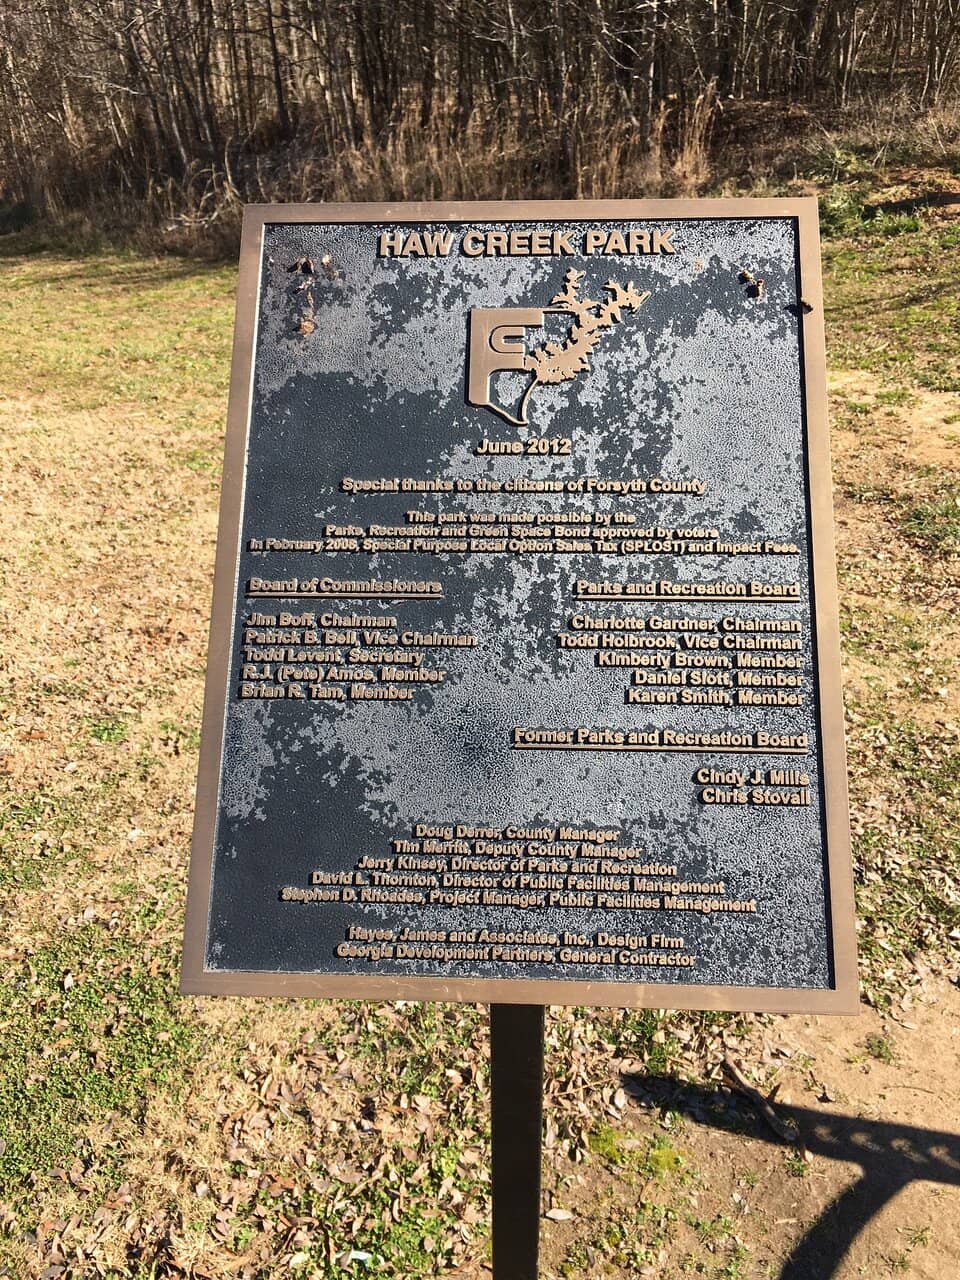 HAW CREEK PARK
June 2012
Special thanks to the citizens of Forsyth County
This park was made possible by the
Parks, Recreation and Green Space Bond approved by voters
in February 2008, Special Purpose Local Option Sales Tax (SPLOST) and Impact Fees.
Board of Commissioners
Jim Boff, Chairman
Patrick B. Bell, Vice Chairman
Todd Levent, Secretary
R.J. (Pete) Amos, Member
Brian R. Tam, Member
Parks and Recreation Board
Charlotte Gardner, Chairman
Todd Holbrook, Vice Chairman
Kimberly Brown, Member
Daniel Slott, Member
Karen Smith, Member
Former Parks and Recreation Board
Cindy J. Mills
Chris Stovall
Doug Derrer, County Manager
Tim Merritt, Deputy County Manager
Jerry Kinsey, Director of Parks and Recreation
David L. Thornton, Director of Public Facilities Management
Stephen D. Rhoades, Project Manager, Public Facilities Management
Hayes, James and Associates, Inc., Design Firm
Georgia Development Partners, General Contractor